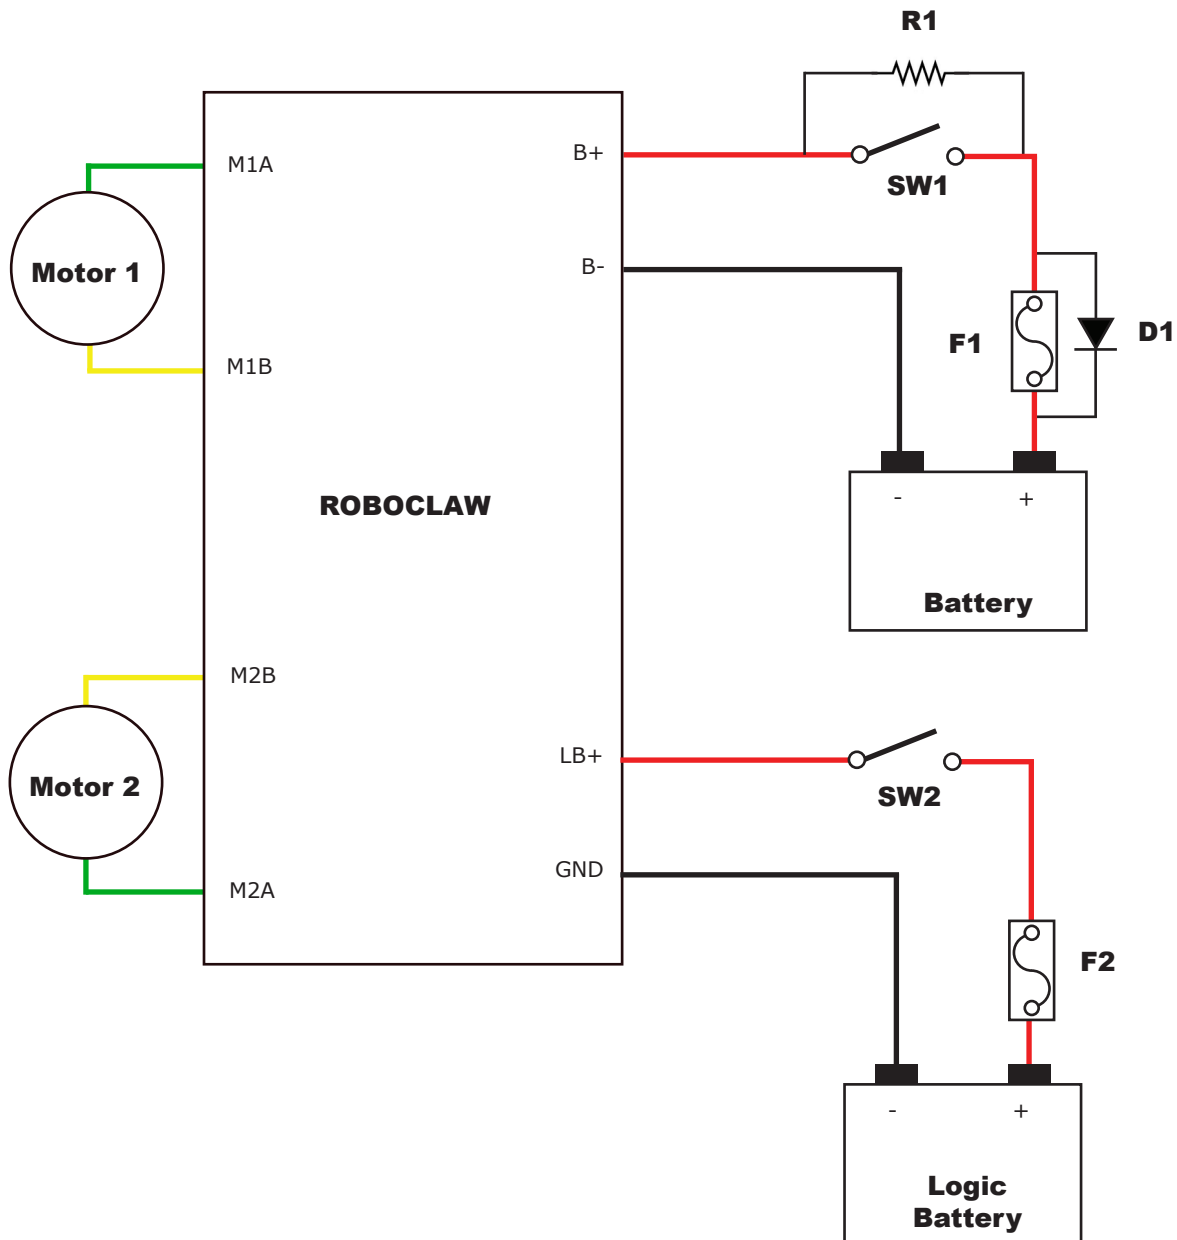 R1
M1A
B+
SW1
Motor 1
B-
M1B
F1
D1
ROBOCLAW
- +
Battery
M2B
LB+
Motor 2
SW2
M2A
GND
F2
- +
Logic
Battery